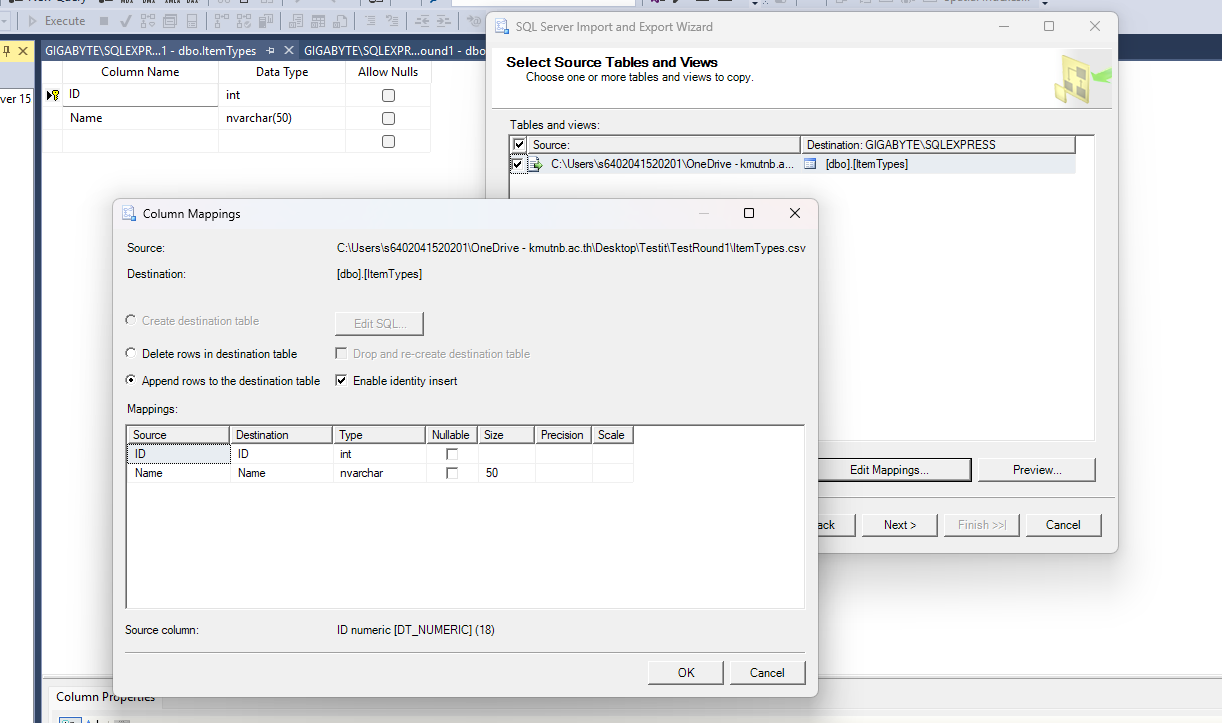 Execute
GIGABYTE\SQLEXPR...1 - dbo.ItemTypes
GIGABYTE\SQLEXPR...ound1 - dbo
ver 15
Column Name Data Type Allow Nulls
ID int
Name nvarchar(50)
SQL Server Import and Export Wizard
Select Source Tables and Views
Choose one or more tables and views to copy.
Tables and views:
Source: Destination: GIGABYTE\SQLEXPRESS
C:\Users\s6402041520201\OneDrive - kmutnb.a... [dbo].[ItemTypes]
Column Mappings
Source: C:\Users\s6402041520201\OneDrive - kmutnb.ac.th\Desktop\Testit\TestRound1\ItemTypes.csv
Destination: [dbo].[ItemTypes]
Create destination table Edit SQL...
Delete rows in destination table Drop and re-create destination table
Append rows to the destination table Enable identity insert
Mappings:
Source Destination Type Nullable Size Precision Scale
ID ID int
Name Name nvarchar 50
Source column: ID numeric [DT_NUMERIC] (18)
OK Cancel
Edit Mappings... Preview...
ack Next > Finish >>| Cancel
Column Properties